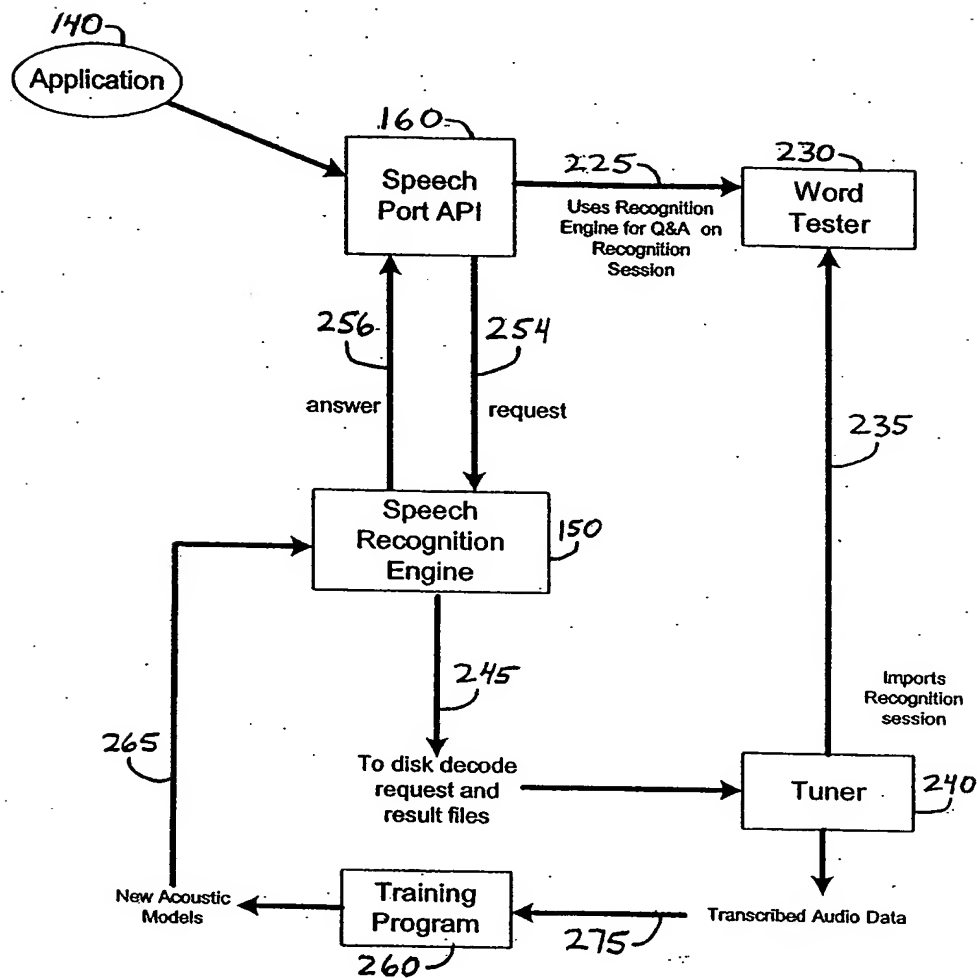 140
Application
160
Speech
Port API
225
Uses Recognition
Engine for Q&A on
Recognition
Session
230
Word
Tester
256
254
answer
request
235
Speech
Recognition
Engine
150
245
Imports
Recognition
session
265
To disk decode
request and
result files
Tuner
240
New Acoustic
Models
Training
Program
260
275
Transcribed Audio Data